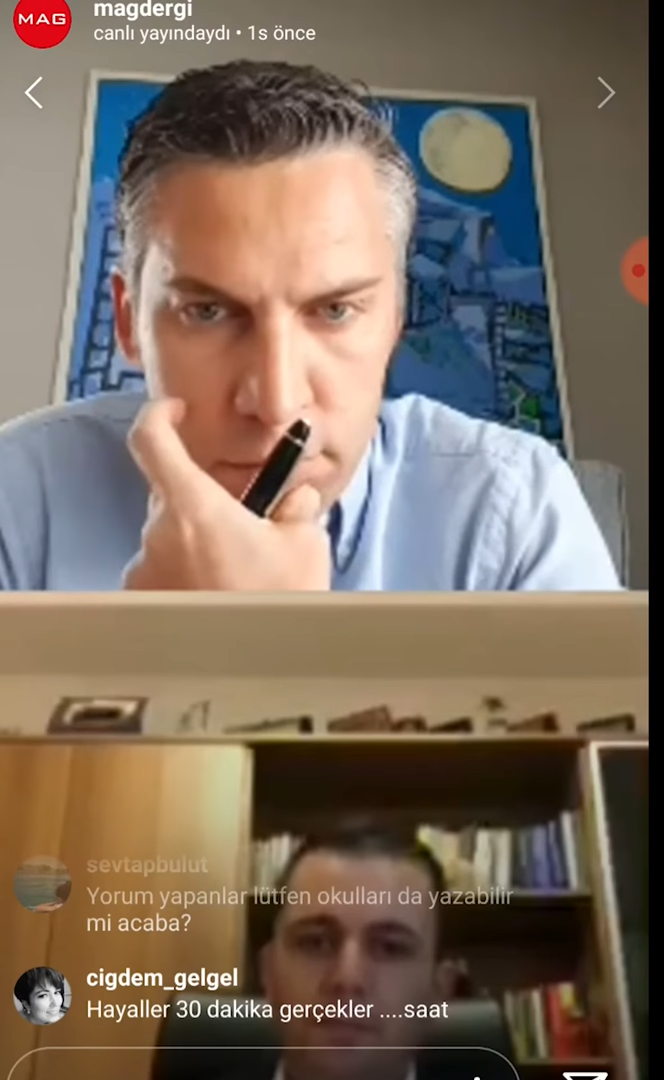 MAG
magdergi
canlı yayındaydı • 1s önce
sevtapbulut
Yorum yapanlar lütfen okulları da yazabilir
mi acaba?
cigdem_gelgel
Hayaller 30 dakika gerçekler ....saat